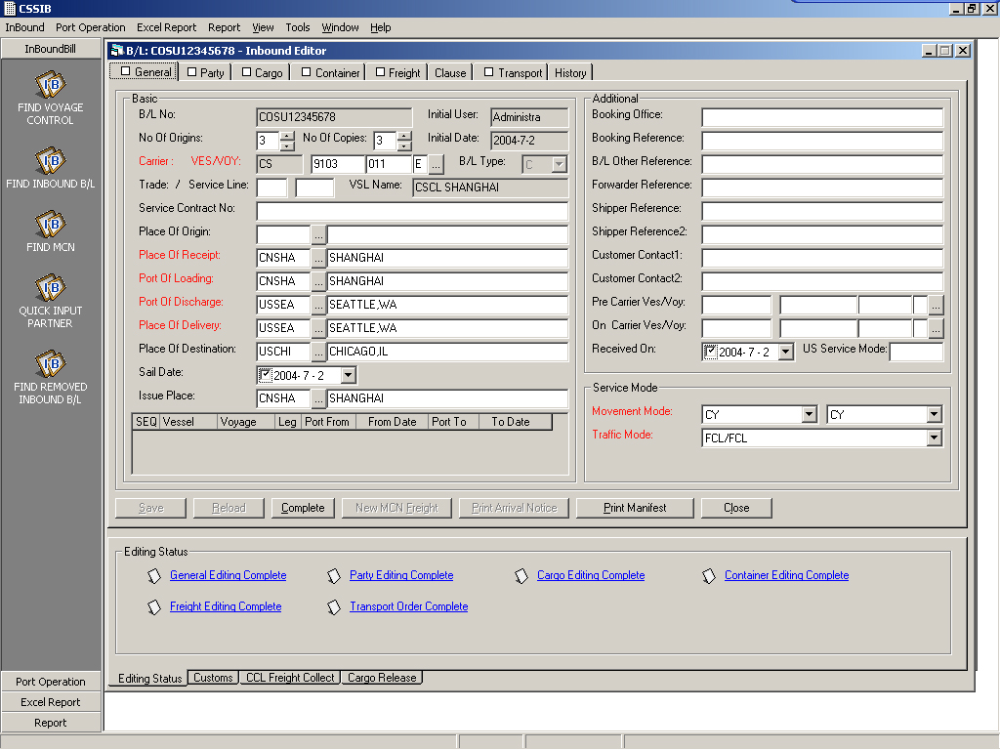 CSSIB
InBound Port Operation Excel Report Report View Tools Window Help
InBoundBill
FIND VOYAGE
CONTROL
FIND INBOUND B/L
FIND MCN
QUICK INPUT
PARTNER
FIND REMOVED
INBOUND B/L
Port Operation
Excel Report
Report
B/L: COSU12345678 - Inbound Editor
General Party Cargo Container Freight Clause Transport History
Basic
B/L No: COSU12345678 Initial User: Administra
No Of Origins: 3 No Of Copies: 3 Initial Date: 2004-7-2
Carrier : VES/VOY: CS 9103 011 E ... B/L Type: C
Trade: / Service Line: VSL Name: CSCL SHANGHAI
Service Contract No:
Place Of Origin: ...
Place Of Receipt: CNSHA ... SHANGHAI
Port Of Loading: CNSHA ... SHANGHAI
Port Of Discharge: USSEA ... SEATTLE,WA
Place Of Delivery: USSEA ... SEATTLE,WA
Place Of Destination: USCHI ... CHICAGO,IL
Sail Date: 2004- 7 - 2
Issue Place: CNSHA ... SHANGHAI
SEQ Vessel Voyage Leg Port From From Date Port To To Date
Additional
Booking Office:
Booking Reference:
B/L Other Reference:
Forwarder Reference:
Shipper Reference:
Shipper Reference2:
Customer Contact1:
Customer Contact2:
Pre Carrier Ves/Voy: ...
On Carrier Ves/Voy: ...
Received On: 2004- 7 - 2 US Service Mode:
Service Mode
Movement Mode: CY CY
Traffic Mode: FCL/FCL
Save Reload Complete New MCN Freight Print Arrival Notice Print Manifest Close
Editing Status
General Editing Complete Party Editing Complete Cargo Editing Complete Container Editing Complete
Freight Editing Complete Transport Order Complete
Editing Status Customs CCL Freight Collect Cargo Release